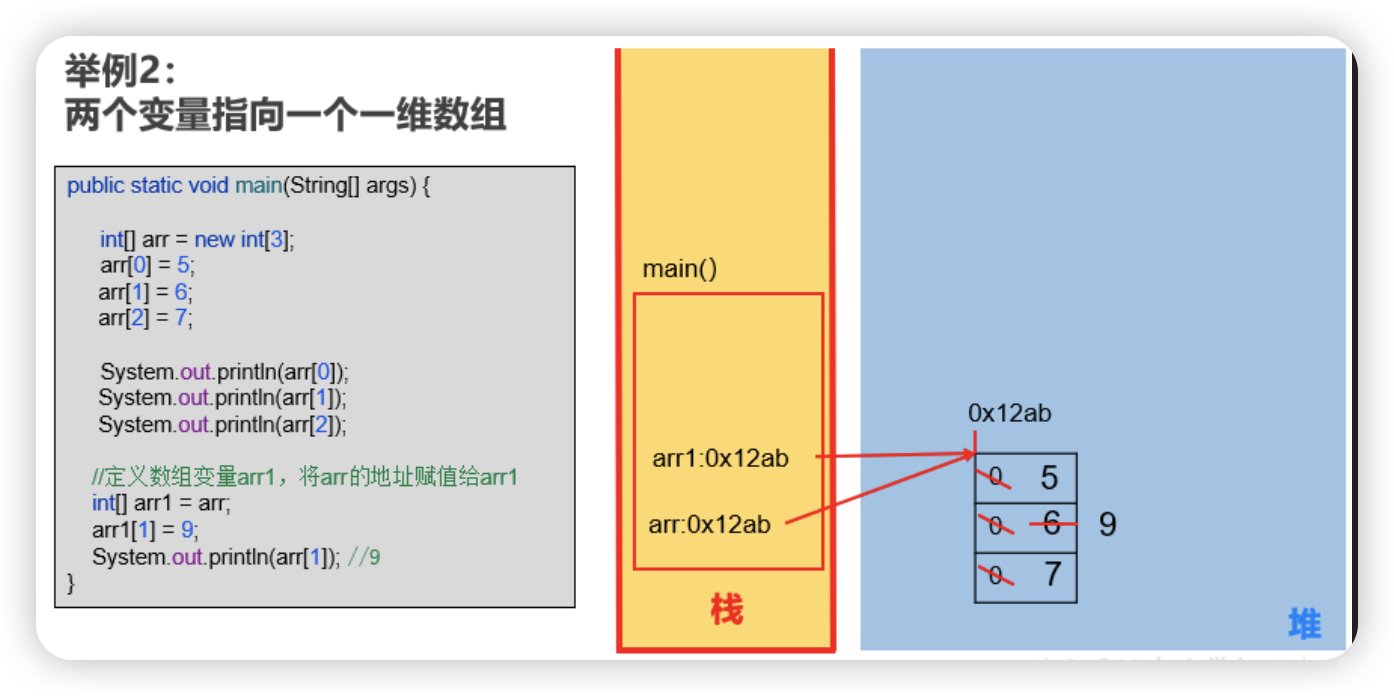 举例2：
两个变量指向一个一维数组
public static void main(String[] args) {
int[] arr = new int[3];
arr[0] = 5;
arr[1] = 6;
arr[2] = 7;
System.out.println(arr[0]);
System.out.println(arr[1]);
System.out.println(arr[2]);
//定义数组变量arr1，将arr的地址赋值给arr1
int[] arr1 = arr;
arr1[1] = 9;
System.out.println(arr[1]); //9
}
main()
arr1:0x12ab
arr:0x12ab
栈
0x12ab
0 5
0 6 9
0 7
堆